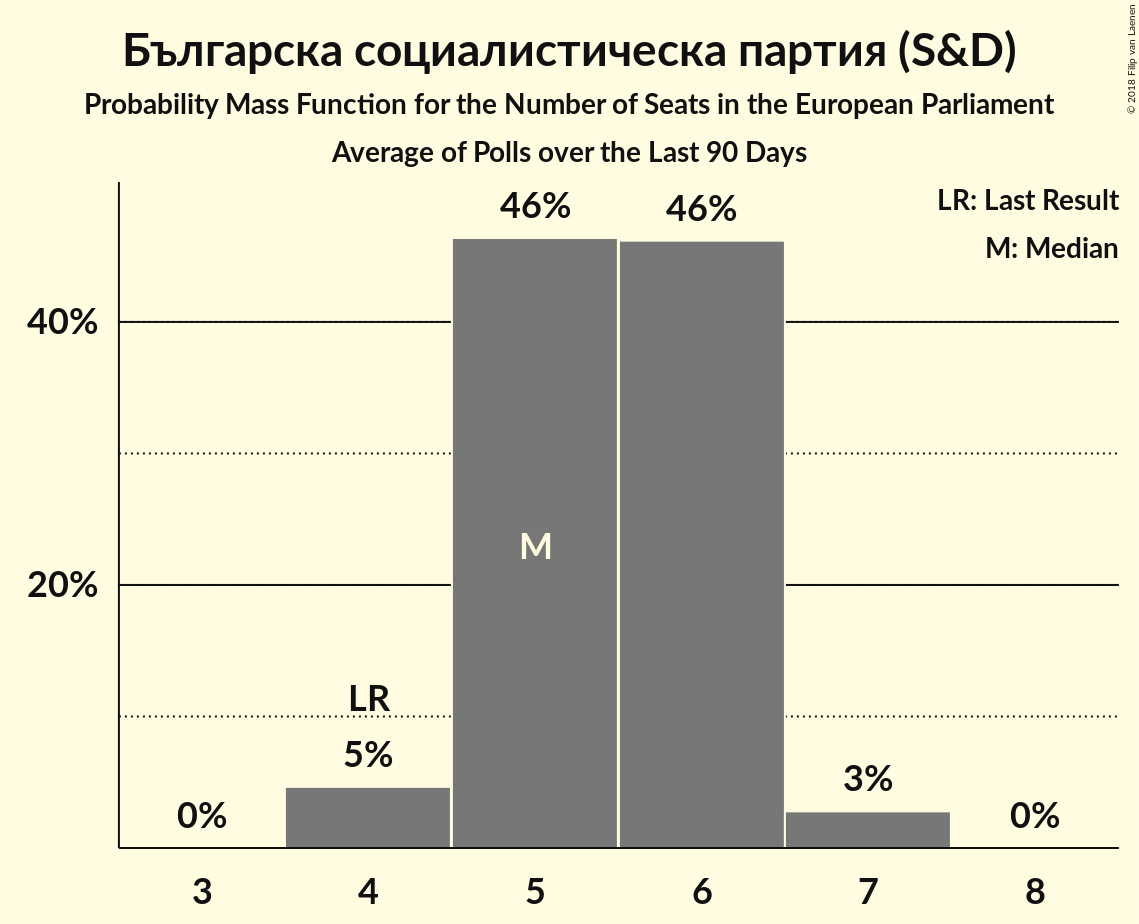 Българска социалистическа партия (S&D)
Probability Mass Function for the Number of Seats in the European Parliament
Average of Polls over the Last 90 Days
© 2018 Filip van Laenen
LR: Last Result
M: Median
46%
46%
40%
M
20%
LR
5%
3%
0%
0%
3
4
5
6
7
8